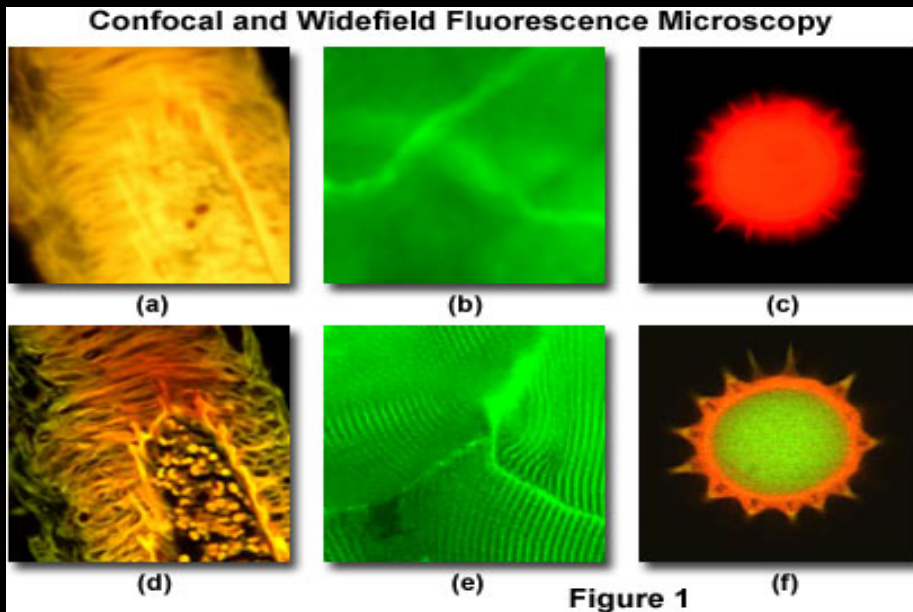 Confocal and Widefield Fluorescence Microscopy
(a)
(b)
(c)
(d)
(e)
(f)
Figure 1